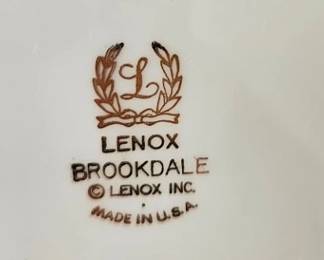 L
LENOX
BROOKDALE
© LENOX INC.
MADE IN U.S.A.